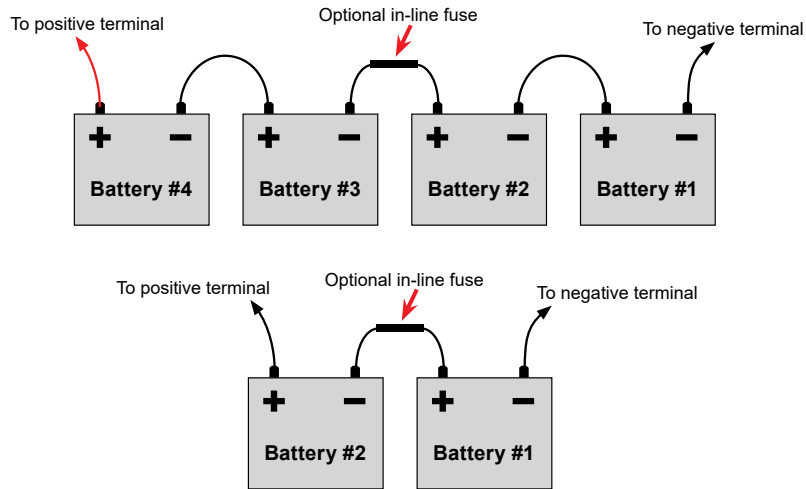 Optional in-line fuse
To positive terminal
To negative terminal
+ − + − + − + −
Battery #4 Battery #3 Battery #2 Battery #1
Optional in-line fuse
To positive terminal
To negative terminal
+ − + −
Battery #2 Battery #1